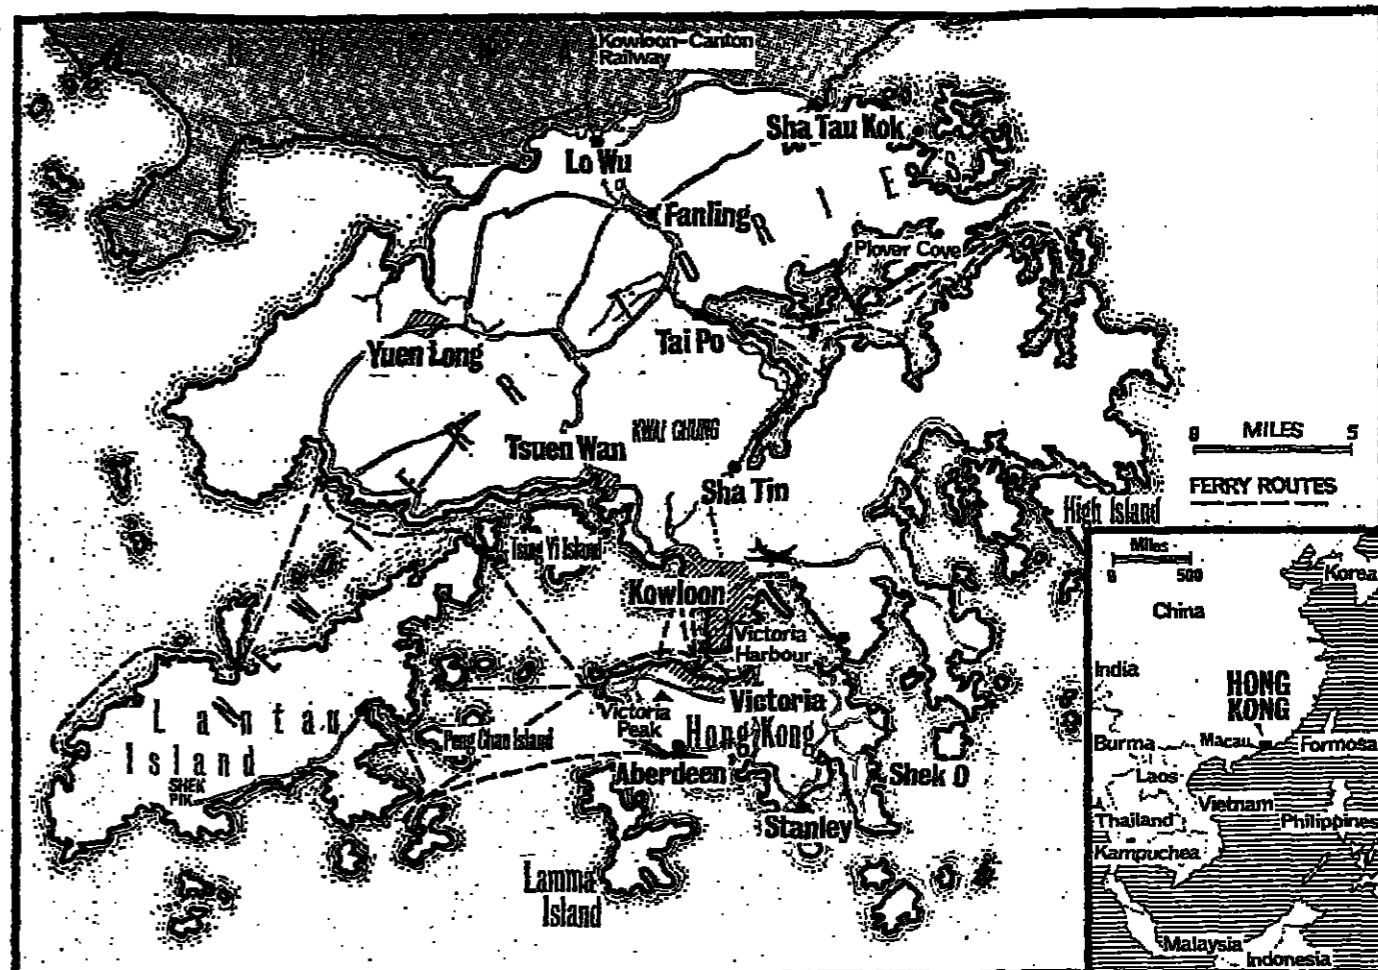 Kowloon-Canton
Railway
Sha Tau Kok
Lo Wu
Fanling
Plover Cove
Tai Po
Yuen Long
KWAI CHUNG
Tsuen Wan
Sha Tin
0 MILES 5
FERRY ROUTES
High Island
Tsing Yi Island
Kowloon
Victoria
Harbour
NEW TERRITORIES
Lantau
Island
SHEK
PIK
Peng Chau Island
Victoria
Peak
Victoria
Hong Kong
Aberdeen
Shek O
Stanley
Lamma
Island
Miles
0 500
Korea
China
India
HONG
KONG
Burma
Macau
Formosa
Laos
Vietnam
Thailand
Philippines
Kampuchea
Malaysia
Indonesia